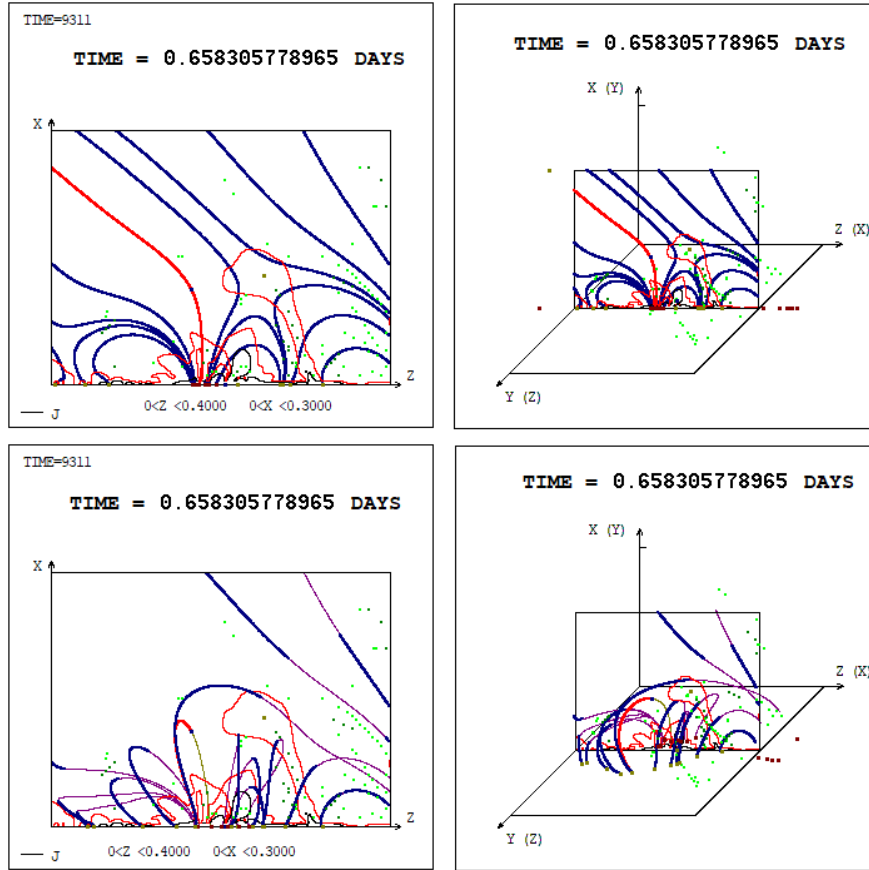 TIME=9311
TIME = 0.658305778965 DAYS
X
Z
J
0<Z <0.4000
0<X <0.3000
TIME = 0.658305778965 DAYS
X (Y)
Z (X)
Y (Z)
TIME=9311
TIME = 0.658305778965 DAYS
X
Z
J
0<Z <0.4000
0<X <0.3000
TIME = 0.658305778965 DAYS
X (Y)
Z (X)
Y (Z)